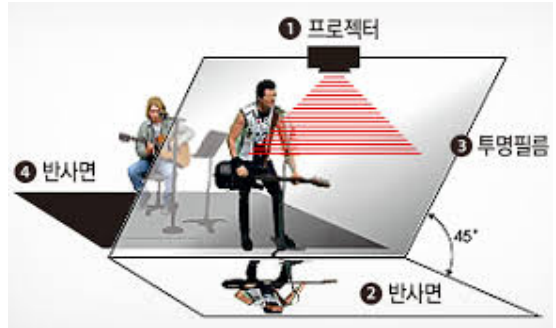 ❶ 프로젝터
❸ 투명필름
❹ 반사면
45°
❷ 반사면